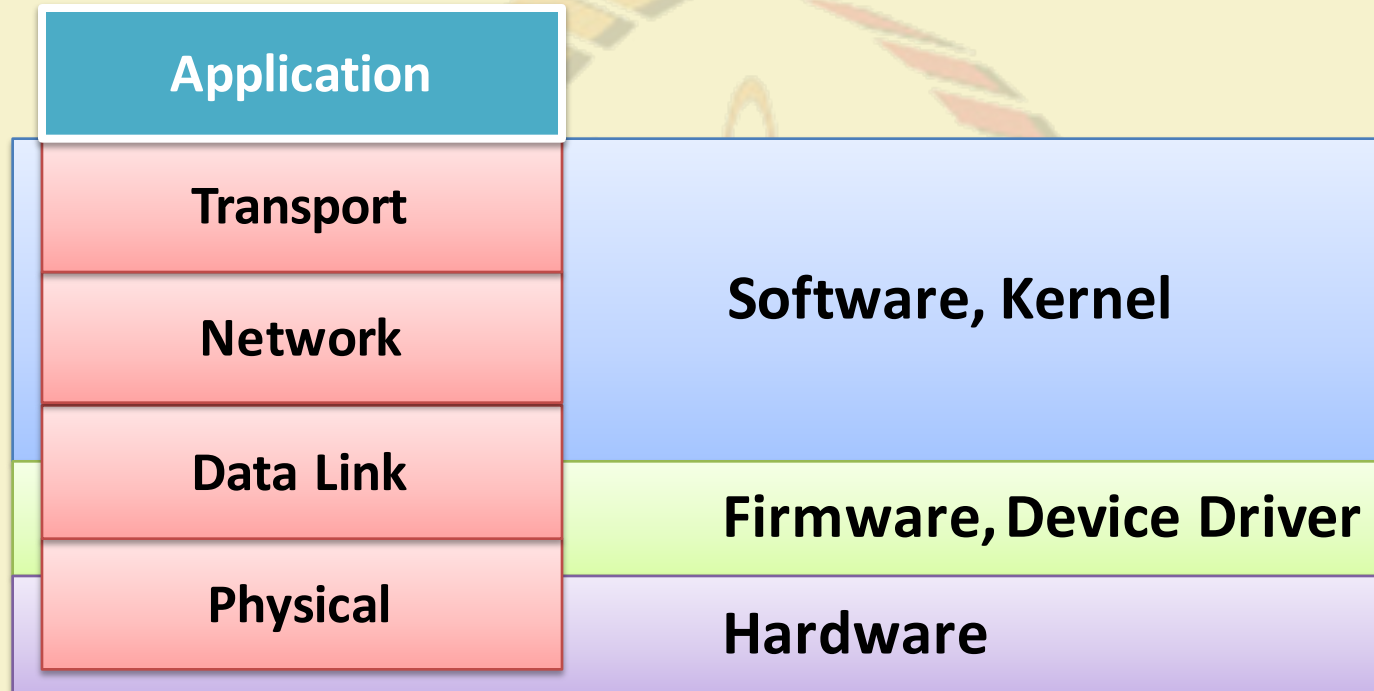 Application
Transport
Network
Data Link
Physical
Software, Kernel
Firmware, Device Driver
Hardware